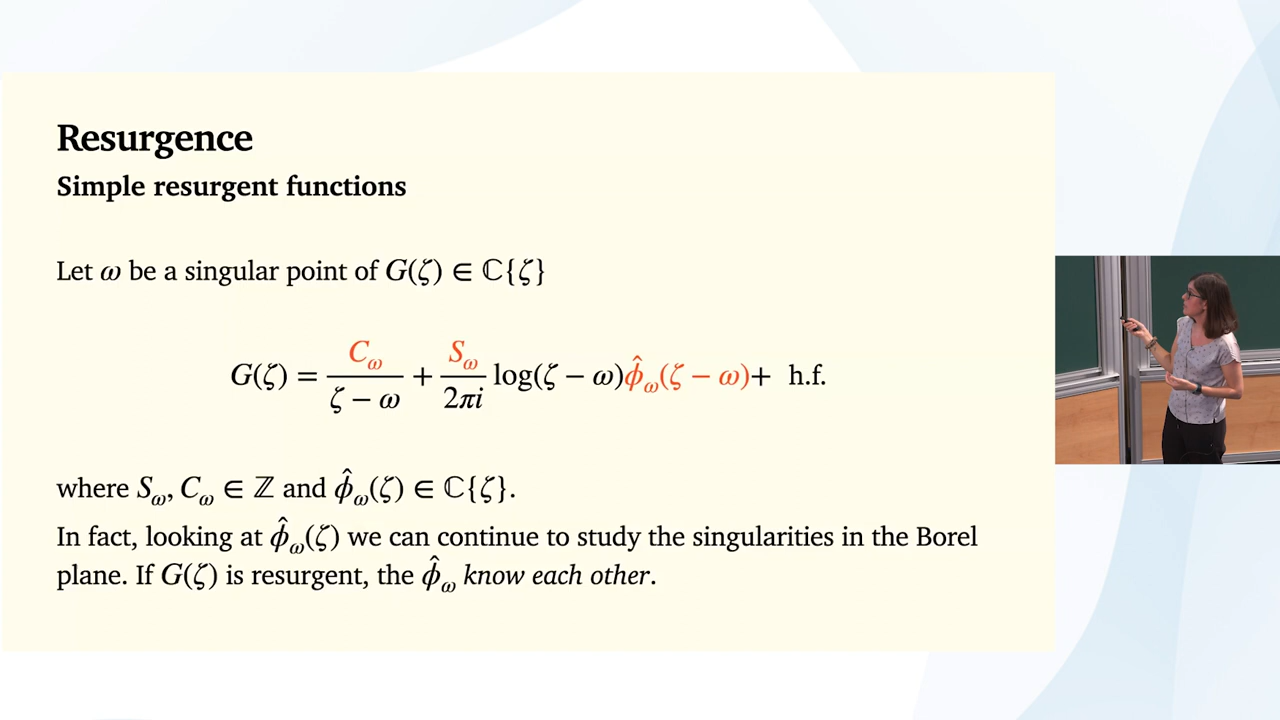 Resurgence
Simple resurgent functions
Let ω be a singular point of G(ζ) ∈ ℂ{ζ}
G(ζ) = C_ω/(ζ − ω) + S_ω/(2πi) log(ζ − ω)ϕ̂_ω(ζ − ω) + h.f.
where S_ω, C_ω ∈ ℤ and ϕ̂_ω(ζ) ∈ ℂ{ζ}.
In fact, looking at ϕ̂_ω(ζ) we can continue to study the singularities in the Borel
plane. If G(ζ) is resurgent, the ϕ̂_ω know each other.